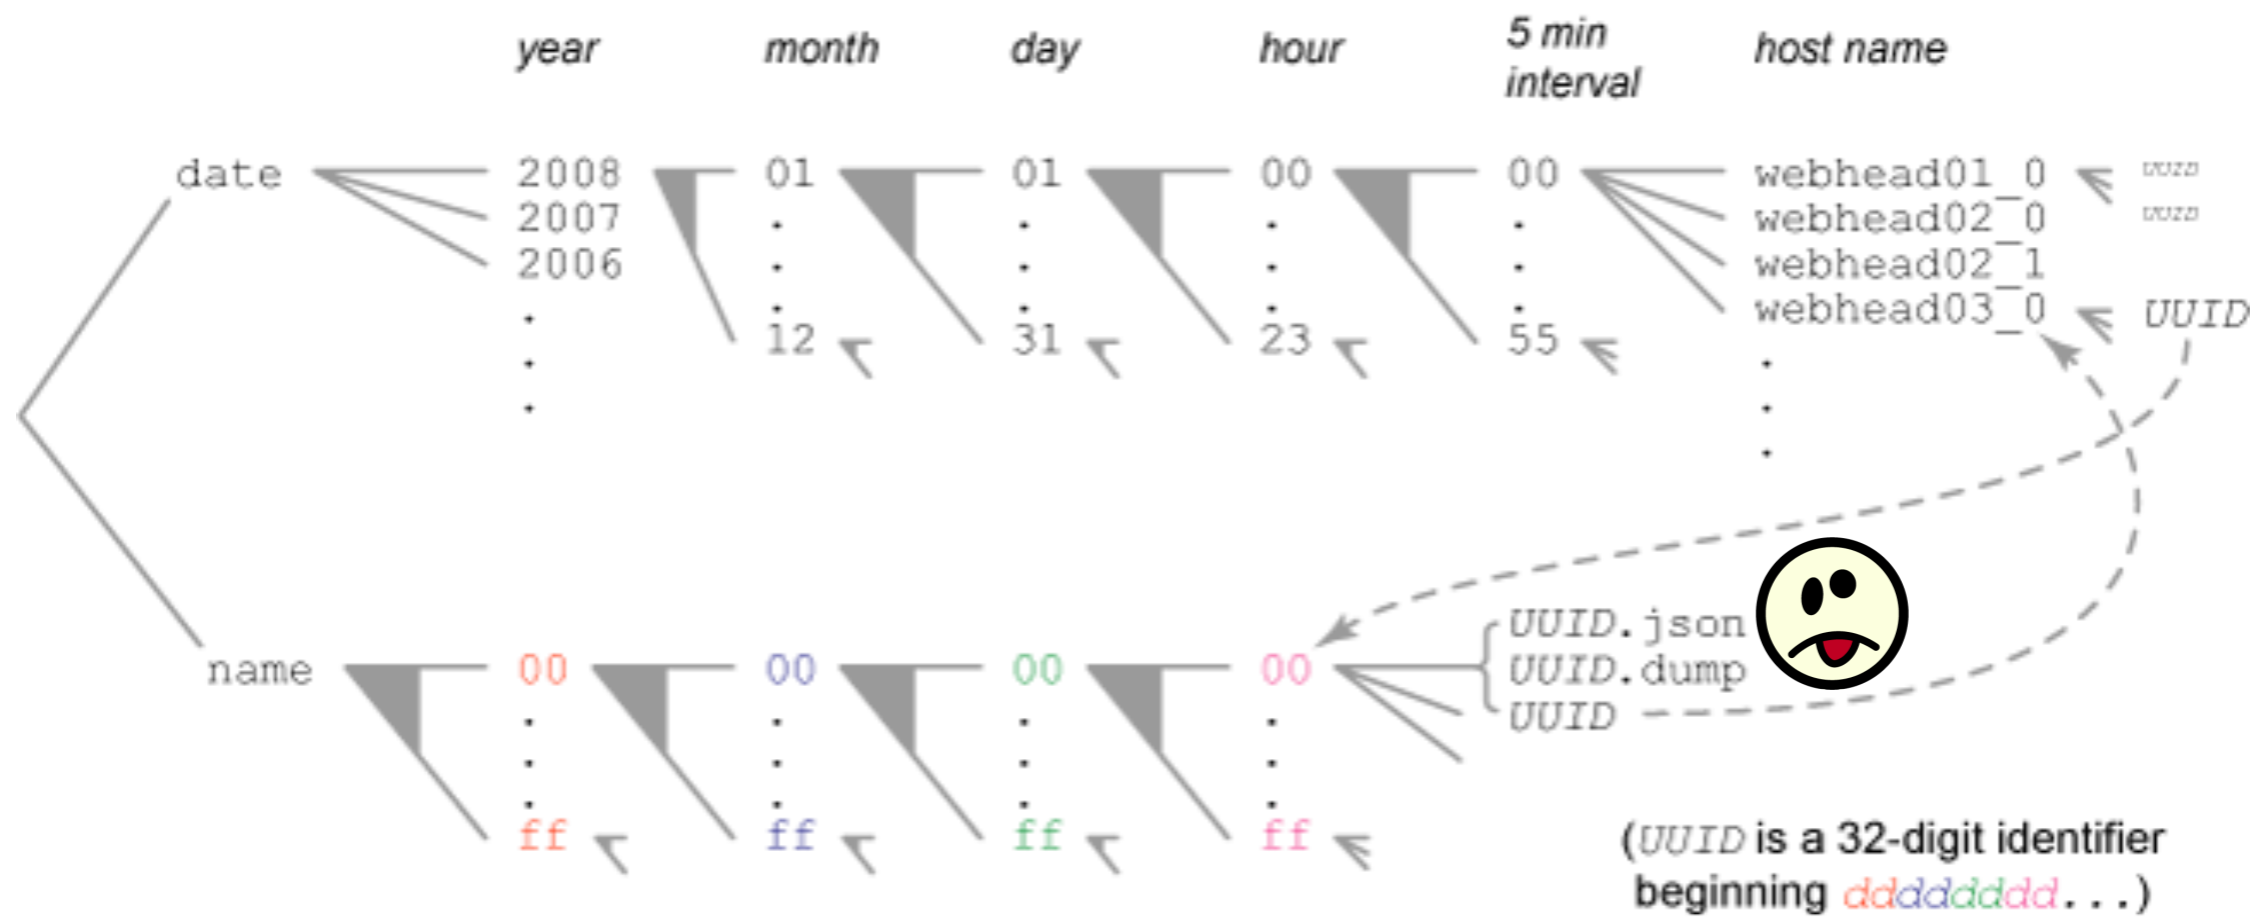 year month day hour 5 min interval host name
date 2008 01 01 00 00 webhead01_0 UUID
2007 webhead02_0 UUID
2006 webhead02_1
webhead03_0 UUID
12 31 23 55
UUID.json
name 00 00 00 00 UUID.dump
UUID
ff ff ff ff
(UUID is a 32-digit identifier
beginning dddddddd...)